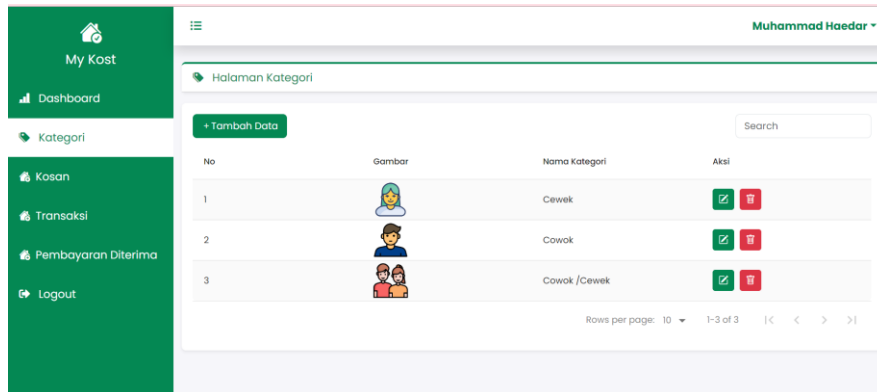 My Kost
Dashboard
Kategori
Kosan
Transaksi
Pembayaran Diterima
Logout
Muhammad Haedar
Halaman Kategori
+ Tambah Data
Search
No Gambar Nama Kategori Aksi
1 Cewek
2 Cowok
3 Cowok /Cewek
Rows per page: 10 1-3 of 3